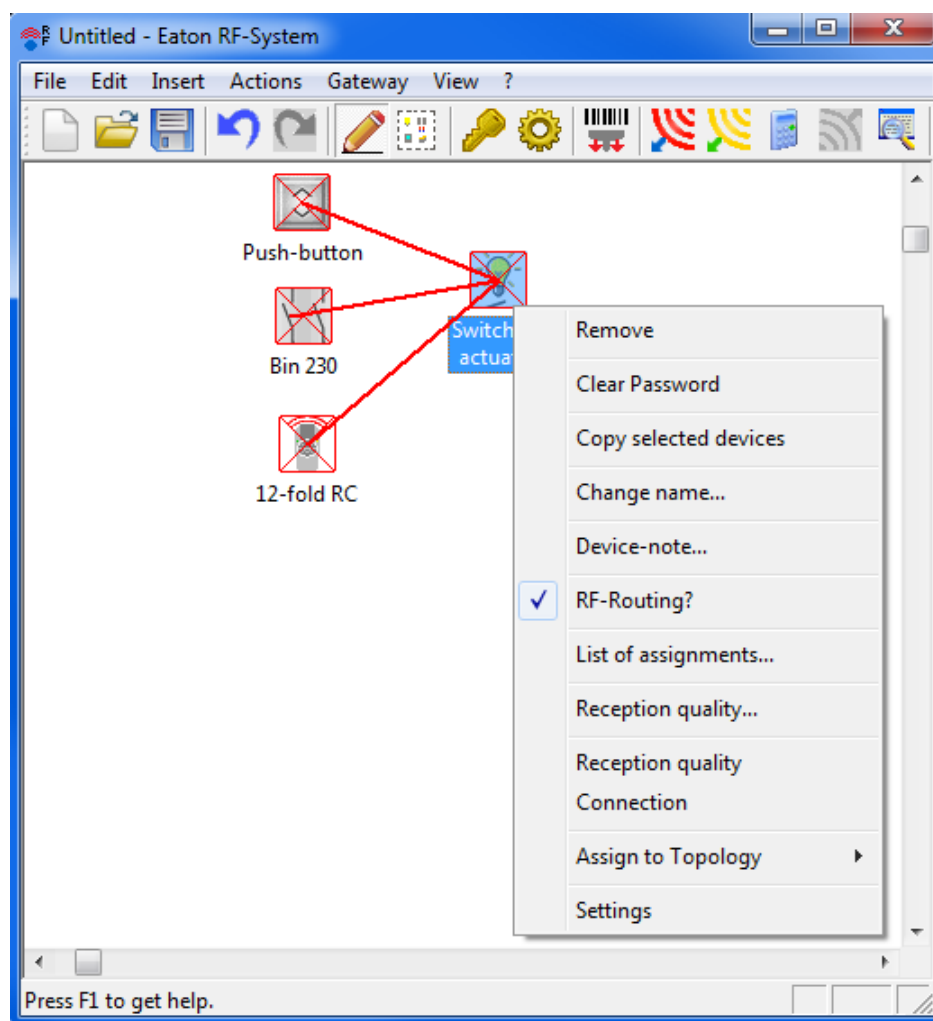 Untitled - Eaton RF-System
File Edit Insert Actions Gateway View ?
Push-button
Bin 230
12-fold RC
Switch
actua
Remove
Clear Password
Copy selected devices
Change name...
Device-note...
RF-Routing?
List of assignments...
Reception quality...
Reception quality
Connection
Assign to Topology
Settings
Press F1 to get help.